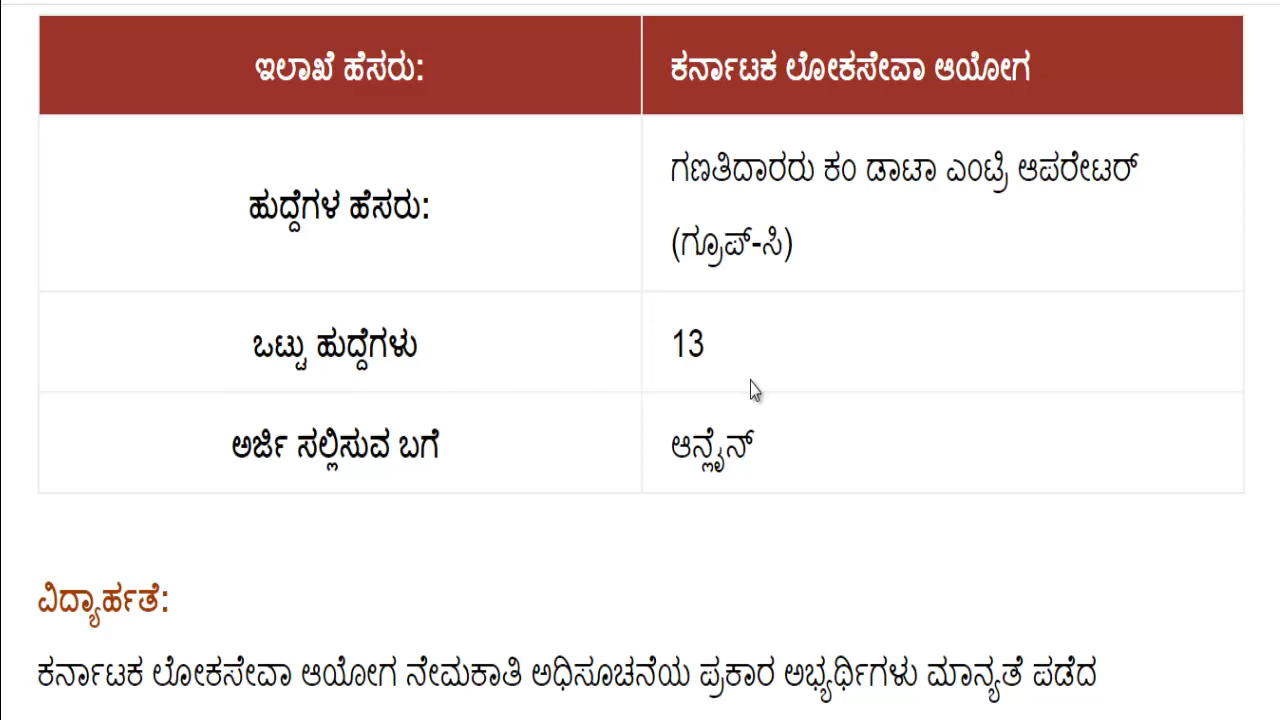 ಇಲಾಖೆ ಹೆಸರು: ಕರ್ನಾಟಕ ಲೋಕಸೇವಾ ಆಯೋಗ
ಹುದ್ದೆಗಳ ಹೆಸರು: ಗಣತಿದಾರರು ಕಂ ಡಾಟಾ ಎಂಟ್ರಿ ಆಪರೇಟರ್
(ಗ್ರೂಪ್-ಸಿ)
ಒಟ್ಟು ಹುದ್ದೆಗಳು 13
ಅರ್ಜಿ ಸಲ್ಲಿಸುವ ಬಗೆ ಆನ್ಲೈನ್
ವಿದ್ಯಾರ್ಹತೆ:
ಕರ್ನಾಟಕ ಲೋಕಸೇವಾ ಆಯೋಗ ನೇಮಕಾತಿ ಅಧಿಸೂಚನೆಯ ಪ್ರಕಾರ ಅಭ್ಯರ್ಥಿಗಳು ಮಾನ್ಯತೆ ಪಡೆದ